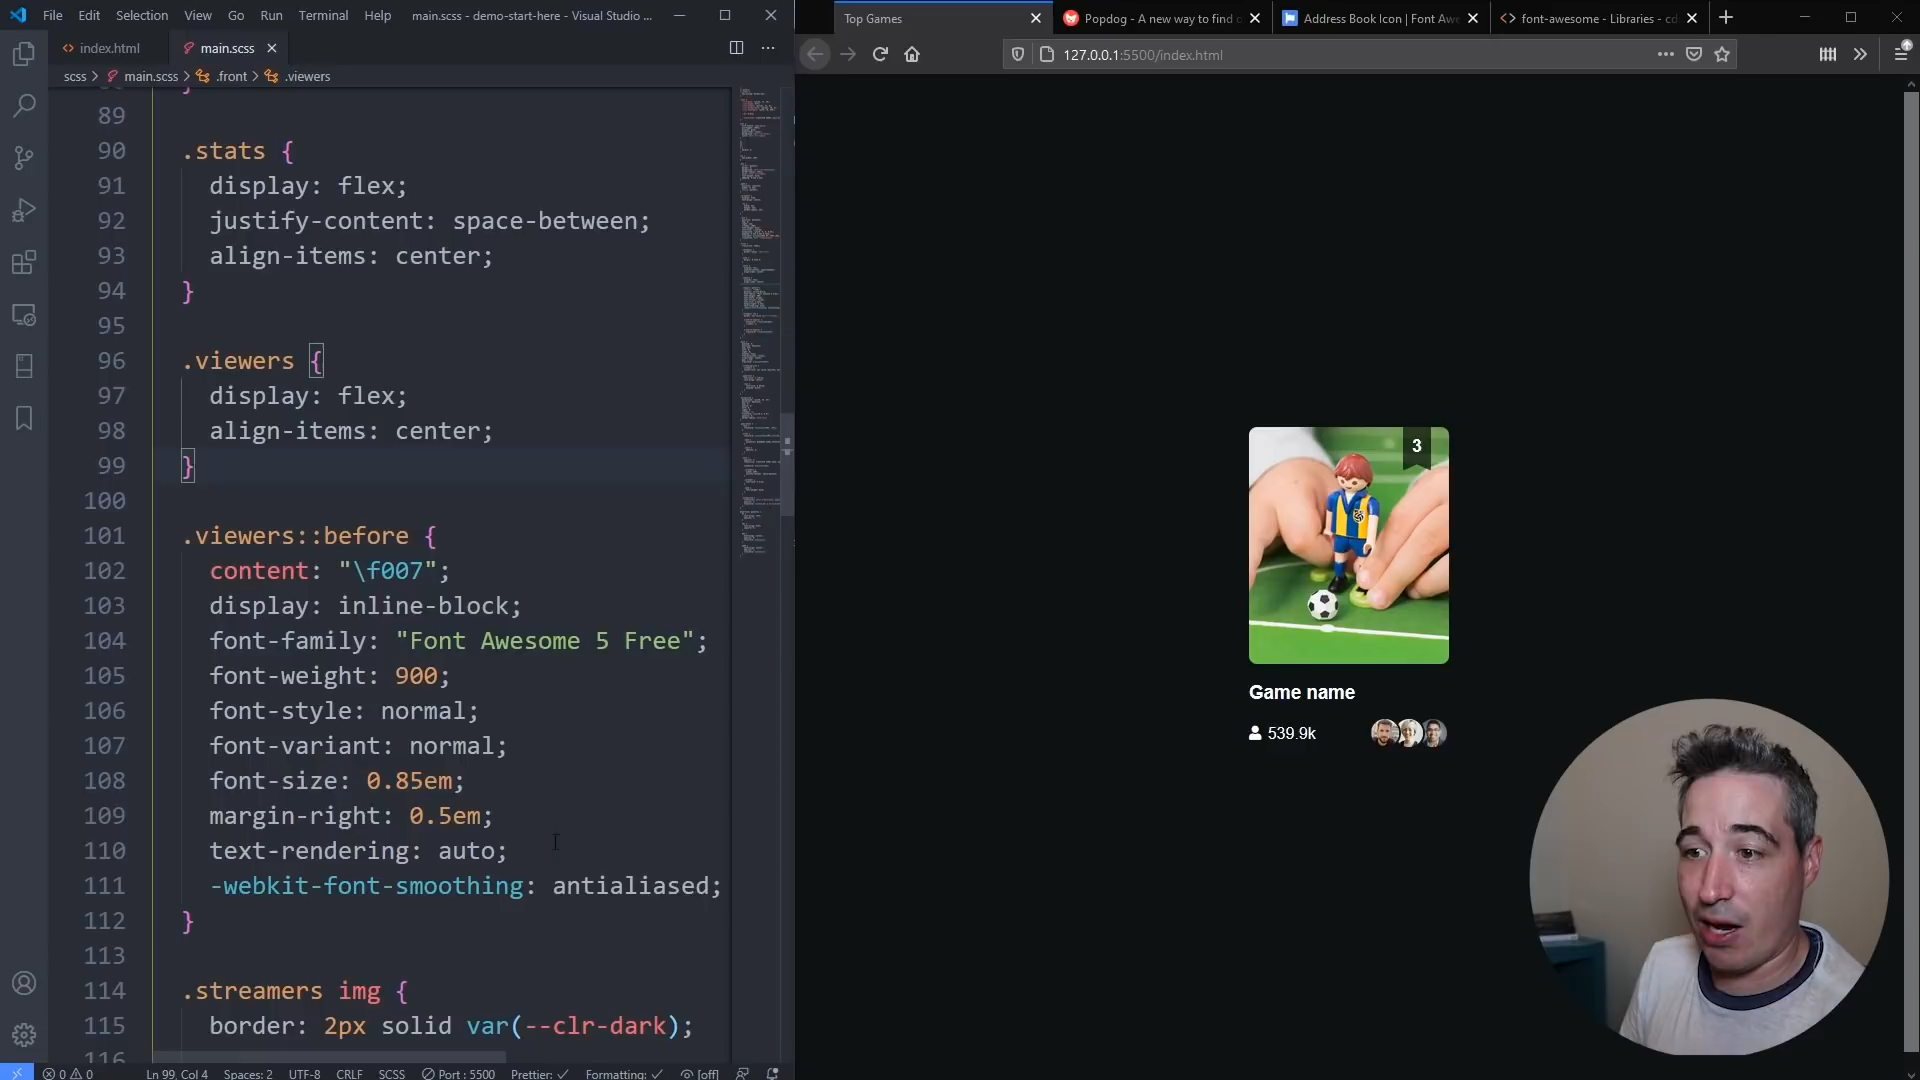 File Edit Selection Viewers Go Run Terminal Help main.scss - demo-start-here - Visual Studio ...
index.html main.scss
scss > main.scss > .front > .viewers
89
90 .stats {
91 display: flex;
92 justify-content: space-between;
93 align-items: center;
94 }
95
96 .viewers {
97 display: flex;
98 align-items: center;
99 }
100
101 .viewers::before {
102 content: "\f007";
103 display: inline-block;
104 font-family: "Font Awesome 5 Free";
105 font-weight: 900;
106 font-style: normal;
107 font-variant: normal;
108 font-size: 0.85em;
109 margin-right: 0.5em;
110 text-rendering: auto;
111 -webkit-font-smoothing: antialiased;
112 }
113
114 .streamers img {
115 border: 2px solid var(--clr-dark);
116
0 0 Ln 99, Col 4 Spaces: 2 UTF-8 CRLF SCSS Port : 5500 Prettier: ✓ Formatting: ✓ [off]
Top Games Popdog - A new way to find Address Book Icon | Font Awe font-awesome - Libraries - cd
127.0.0.1:5500/index.html
3
Game name
539.9k